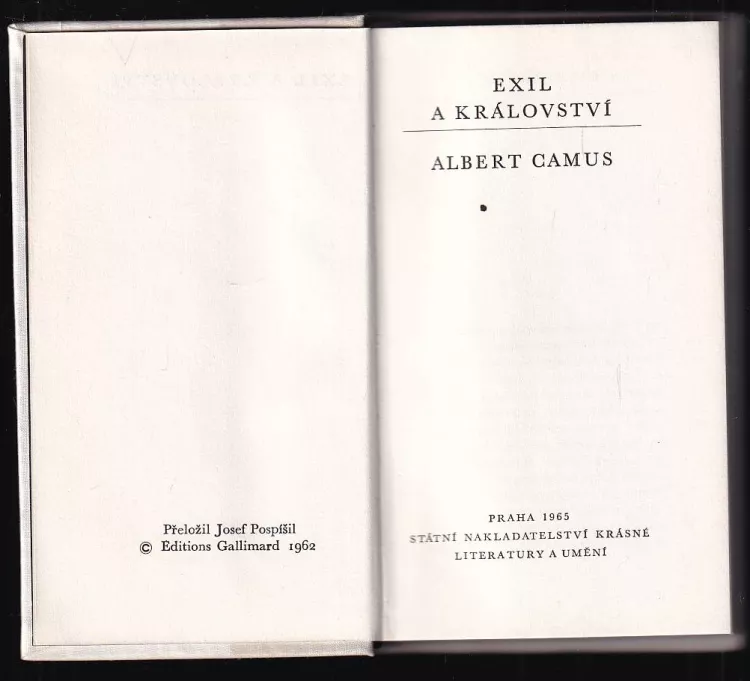 Přeložil Josef Pospíšil
© Editions Gallimard 1962
EXIL
A KRÁLOVSTVÍ
ALBERT CAMUS
PRAHA 1965
STÁTNÍ NAKLADATELSTVÍ KRÁSNÉ
LITERATURY A UMĚNÍ